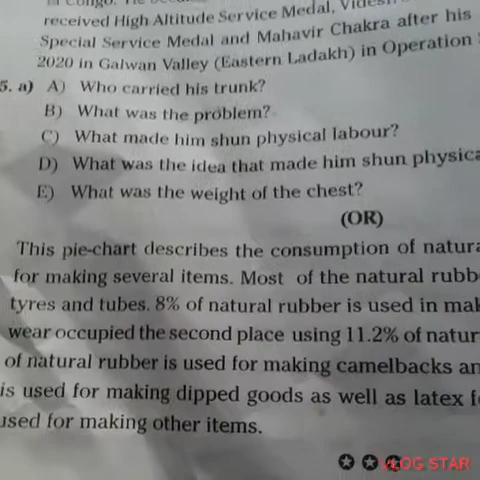 in Congo. He
received High Altitude Service Medal, Videsh
Special Service Medal and Mahavir Chakra after his
2020 in Galwan Valley (Eastern Ladakh) in Operation
5. a) A) Who carried his trunk?
B) What was the problem?
C) What made him shun physical labour?
D) What was the idea that made him shun physica
E) What was the weight of the chest?
(OR)
This pie-chart describes the consumption of natura
for making several items. Most of the natural rubb
tyres and tubes. 8% of natural rubber is used in mak
wear occupied the second place using 11.2% of natur
of natural rubber is used for making camelbacks an
is used for making dipped goods as well as latex f
used for making other items.
VLOG STAR